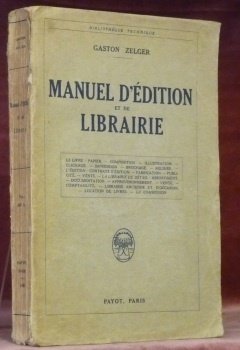 BIBLIOTHÈQUE TECHNIQUE
GASTON ZELGER
MANUEL D'ÉDITION
ET DE
LIBRAIRIE
LE LIVRE : PAPIER. — COMPOSITION. — ILLUSTRATION. —
CLICHAGE. — IMPRESSION. — BROCHAGE. — RELIURE.
L'ÉDITION : CONTRATS D'ÉDITION. — FABRICATION. — PUBLI-
CITÉ. — VENTE. — LA LIBRAIRIE DE DÉTAIL : ASSORTIMENT.
— DOCUMENTATION. — APPROVISIONNEMENT. — VENTE. —
COMPTABILITÉ. — LIBRAIRIE ANCIENNE ET D'OCCASION.
LOCATION DE LIVRES. — LA COMMISSION
PAYOT, PARIS